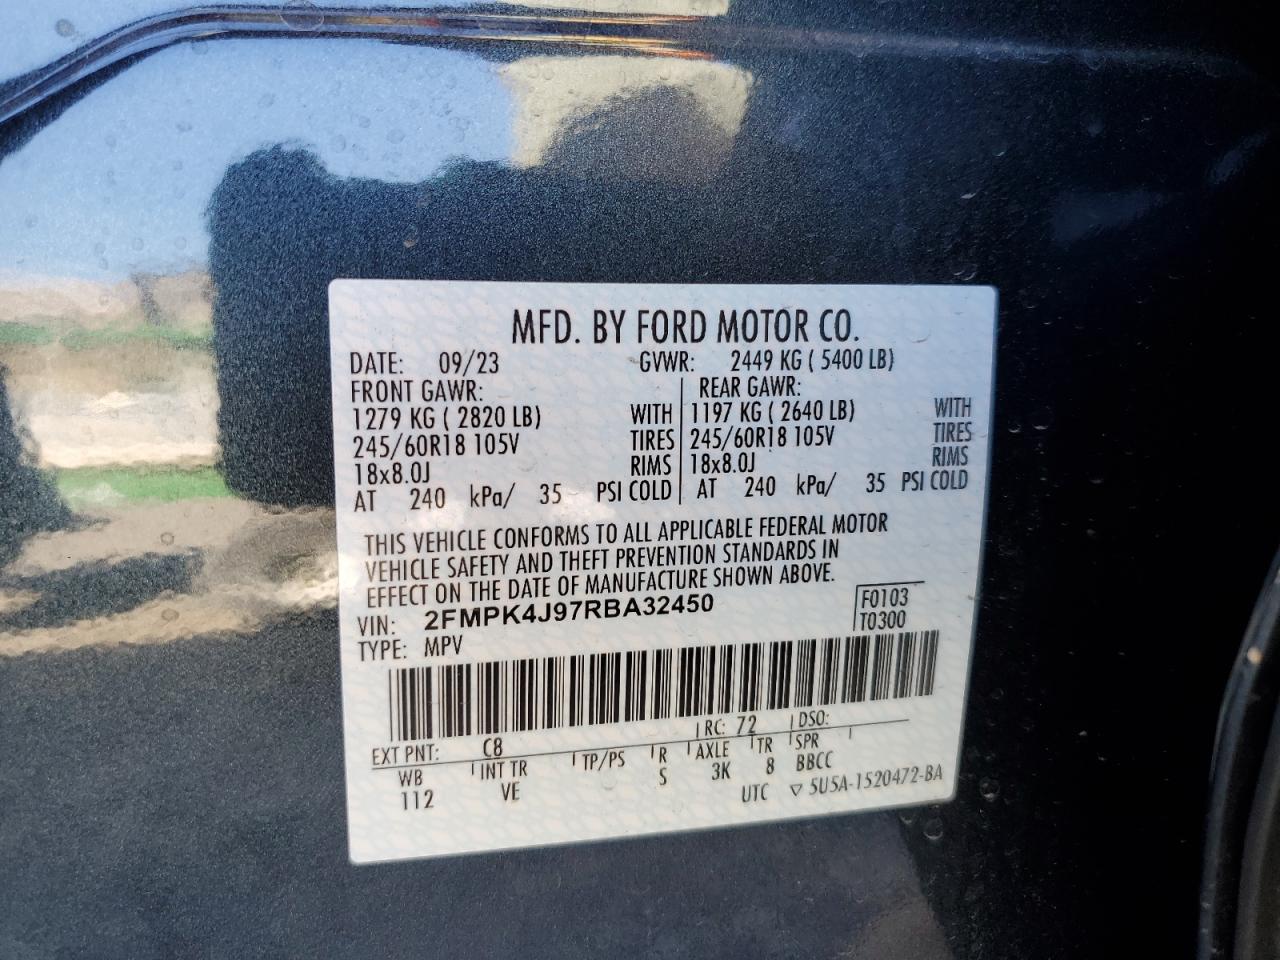 MFD. BY FORD MOTOR CO.
DATE: 09/23 GVWR: 2449 KG ( 5400 LB)
FRONT GAWR: REAR GAWR:
1279 KG ( 2820 LB) WITH 1197 KG ( 2640 LB) WITH
245/60R18 105V TIRES 245/60R18 105V TIRES
18x8.0J RIMS 18x8.0J RIMS
AT 240 kPa/ 35 PSI COLD AT 240 kPa/ 35 PSI COLD
THIS VEHICLE CONFORMS TO ALL APPLICABLE FEDERAL MOTOR
VEHICLE SAFETY AND THEFT PREVENTION STANDARDS IN
EFFECT ON THE DATE OF MANUFACTURE SHOWN ABOVE.
VIN: 2FMPK4J97RBA32450 F0103
TYPE: MPV T0300
EXT PNT: C8 RC: 72 DSO:
WB INT TR TP/PS R AXLE TR SPR
112 VE S 3K 8 BBCC
UTC ▽ 5U5A-1520472-BA